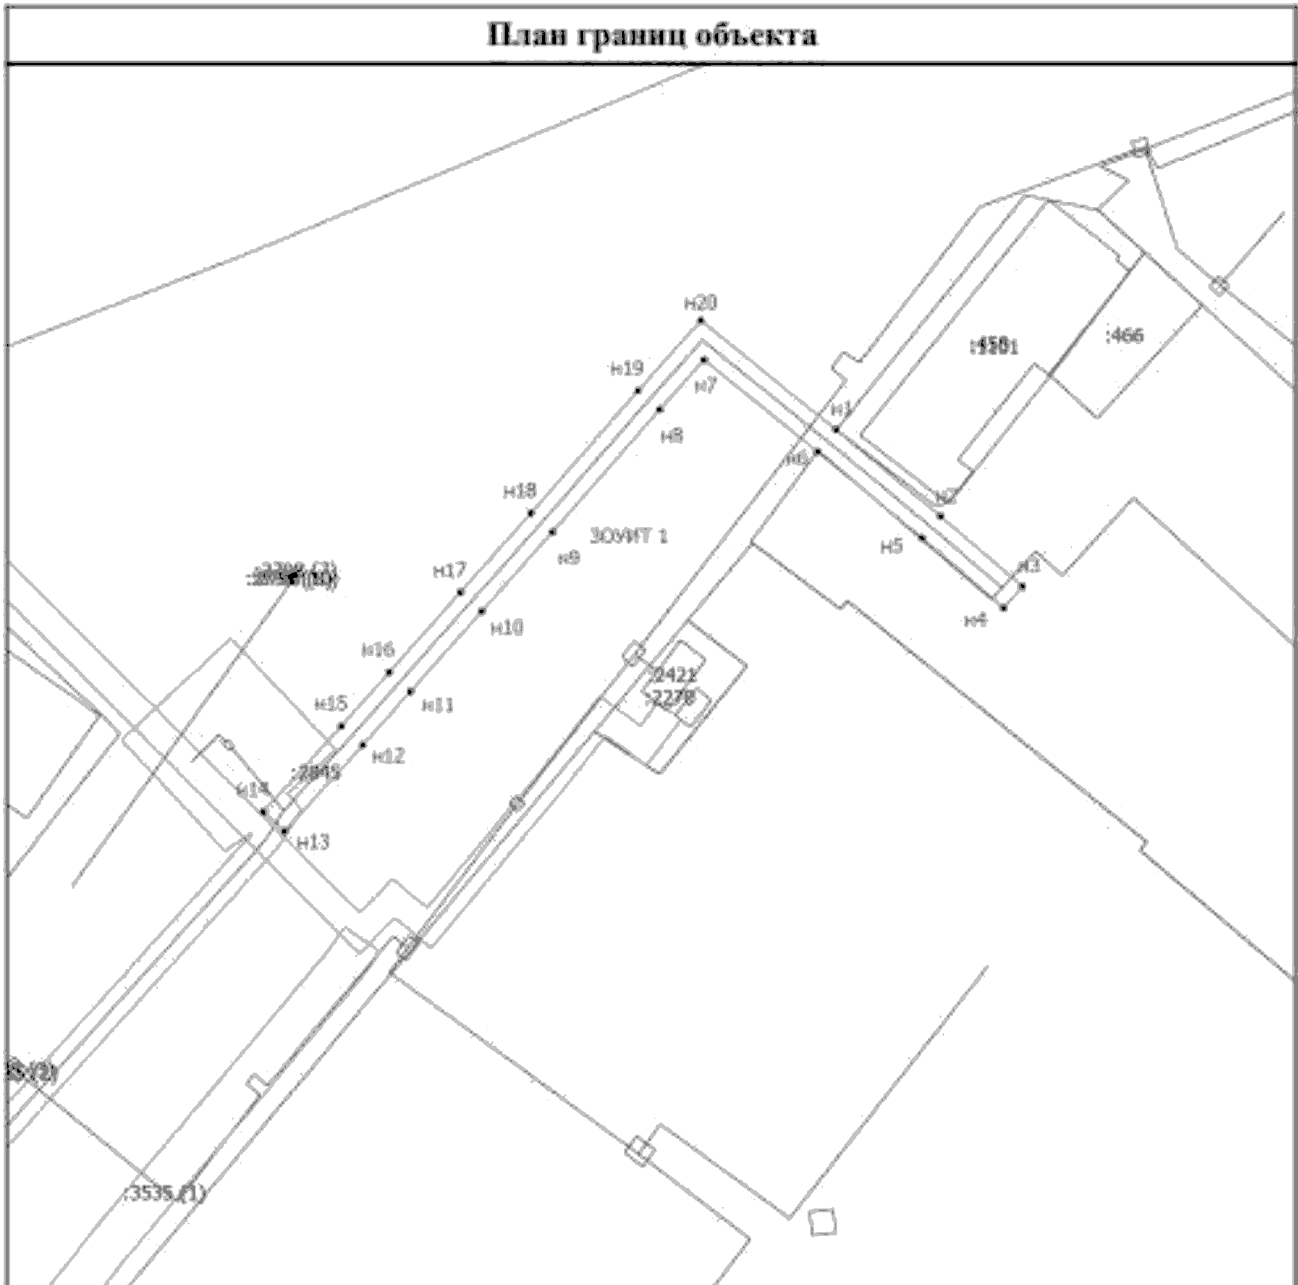 План границ объекта
н20
:466
н19
н7
н1
н8
н6
н18
н2
ЗОУИТ 1
н5
н9
н17
н3
н10
н4
н16
:2421
:2278
н11
н15
н12
:2845
н14
н13
:3535 (1)